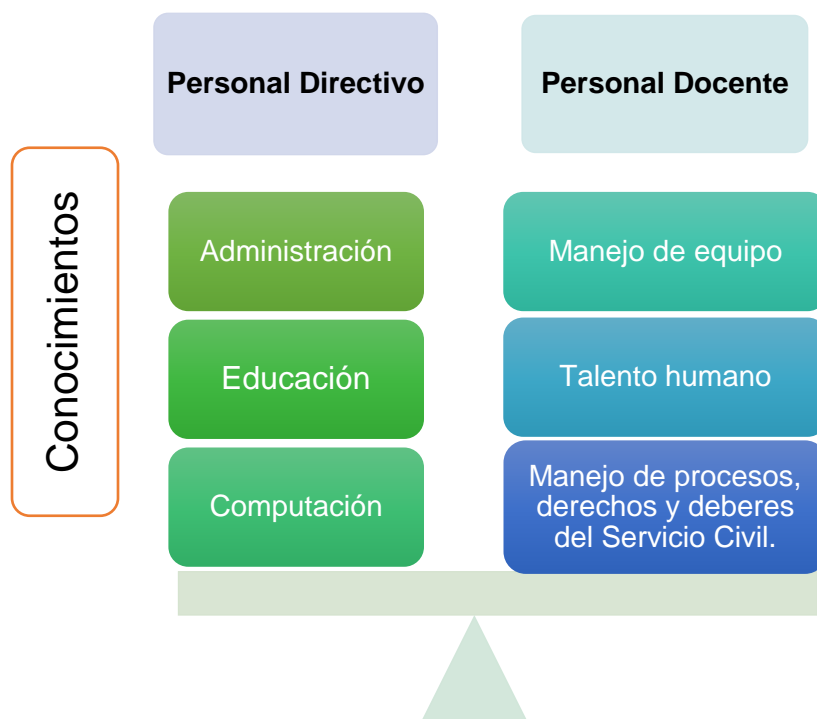 Personal Directivo
Personal Docente
Conocimientos
Administración
Manejo de equipo
Educación
Talento humano
Computación
Manejo de procesos,
derechos y deberes
del Servicio Civil.